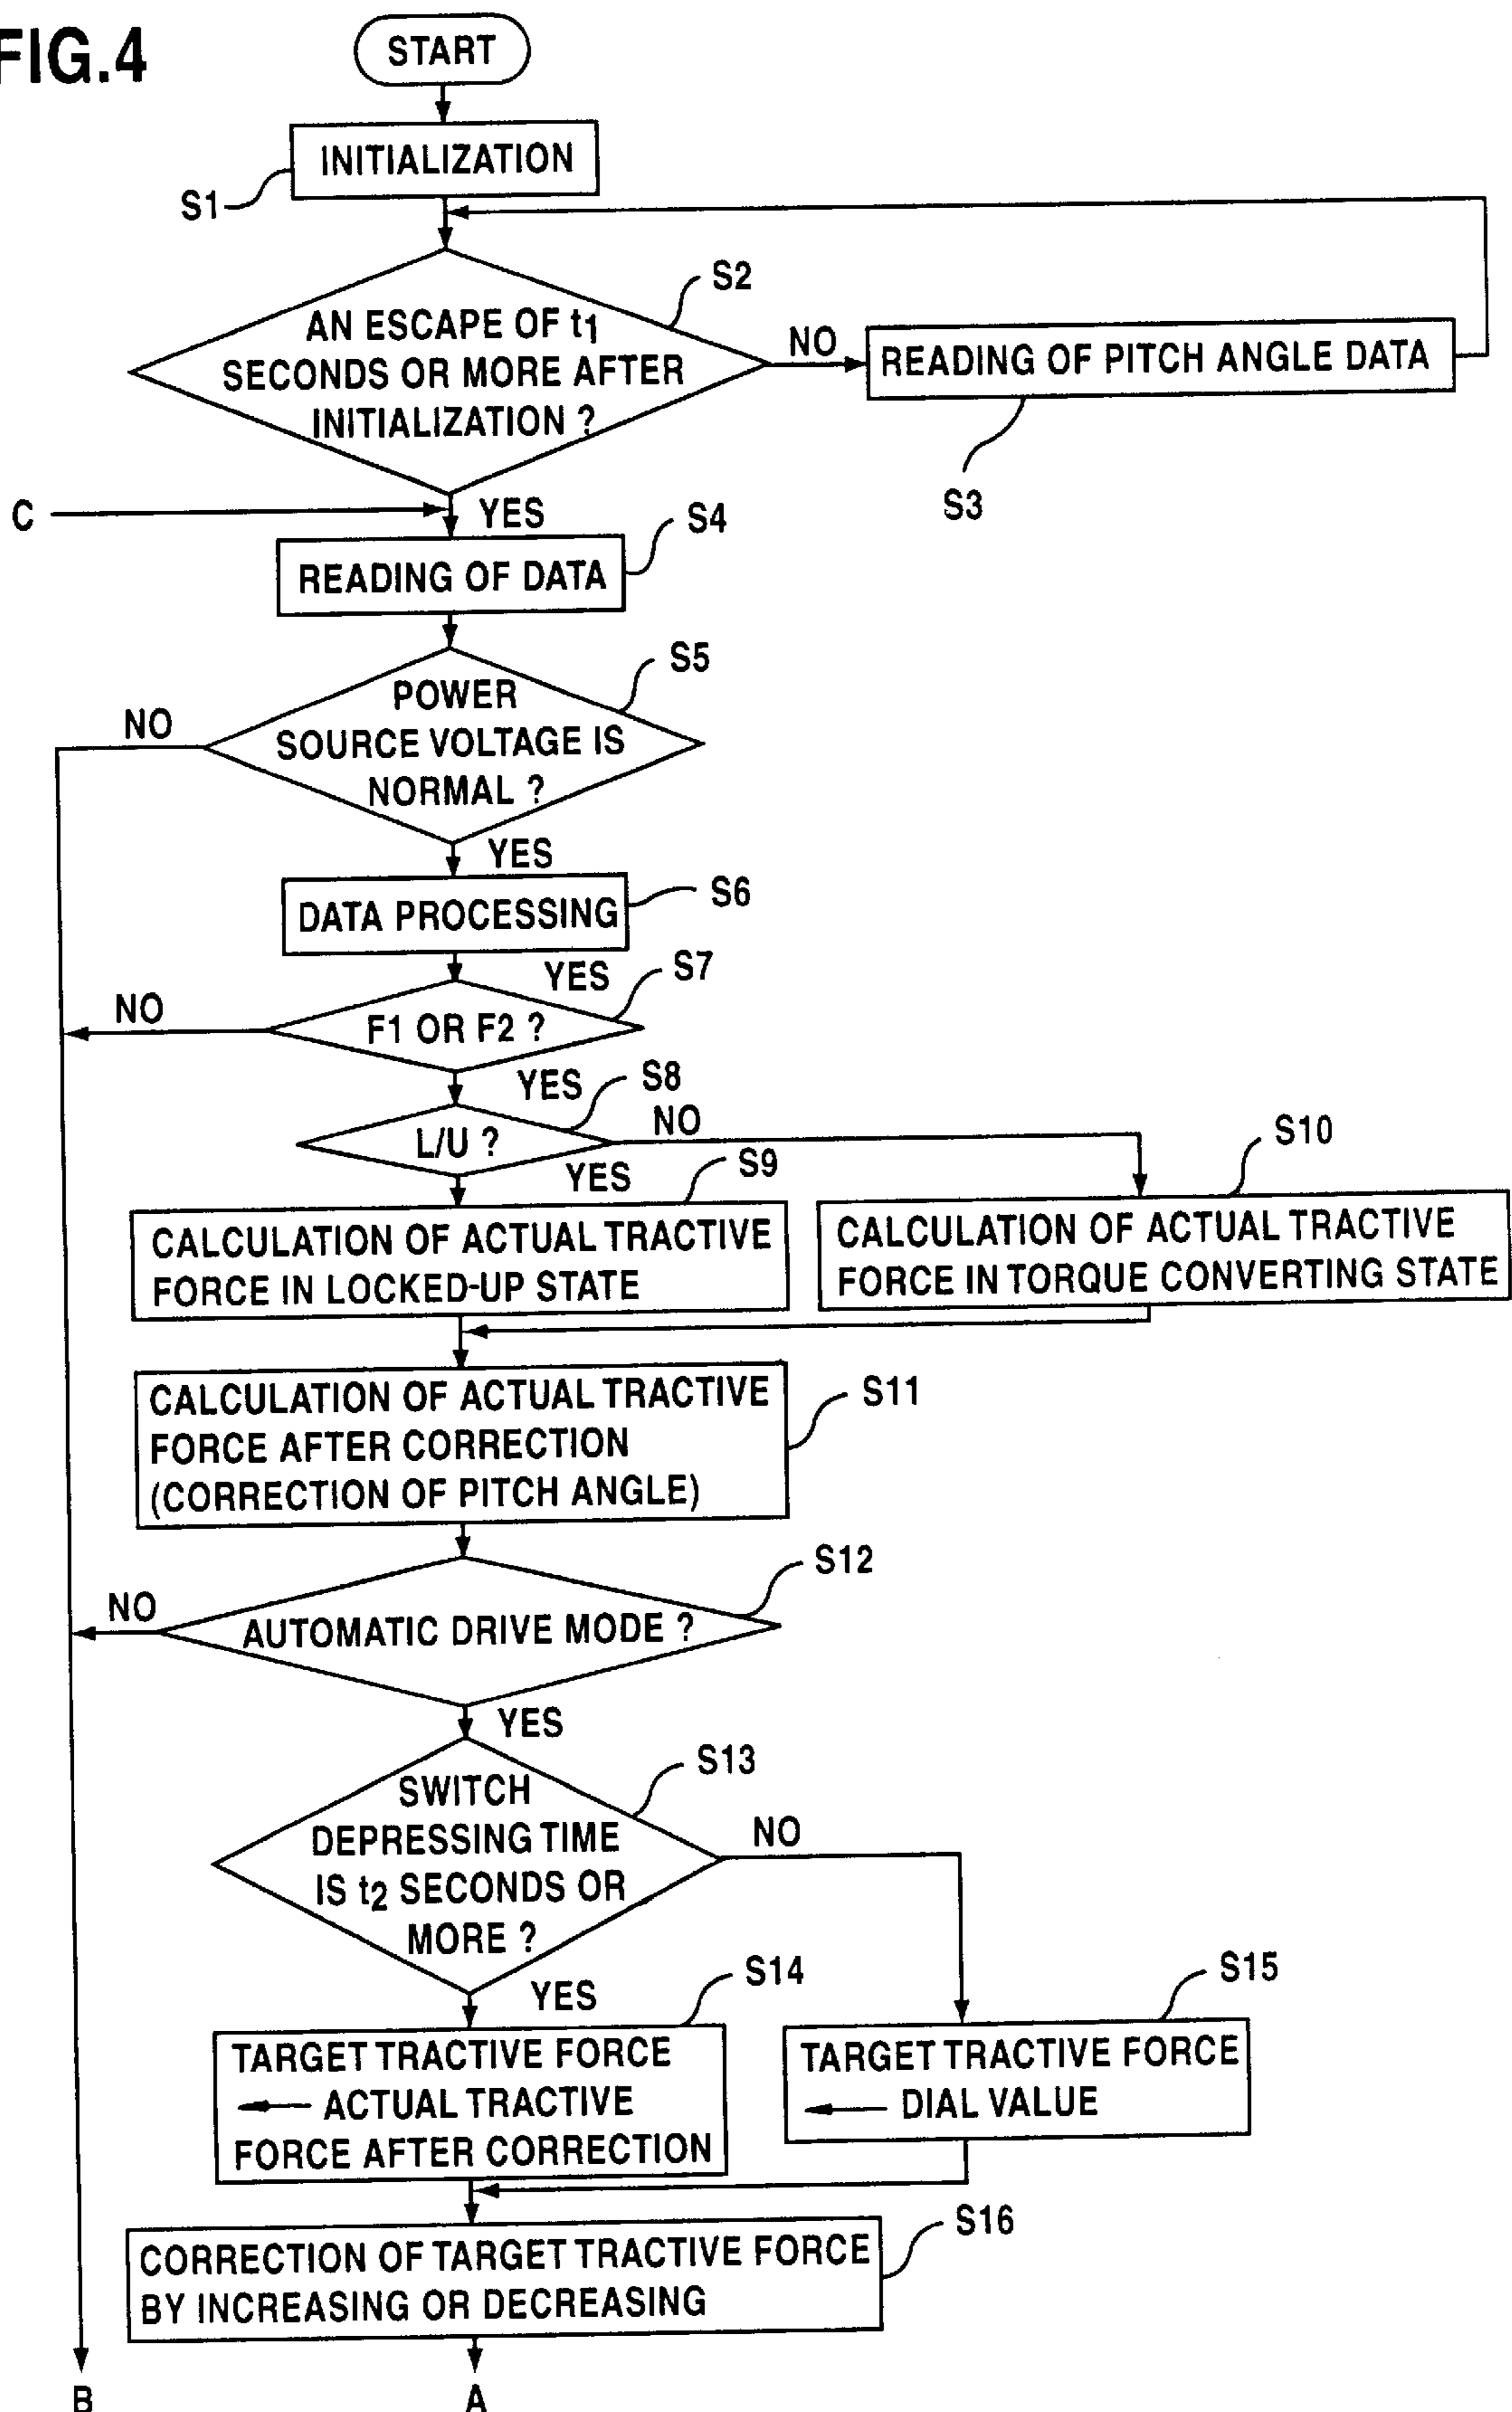 FIG.4
START
INITIALIZATION
S1
S2
AN ESCAPE OF t1
SECONDS OR MORE AFTER
INITIALIZATION ?
NO
READING OF PITCH ANGLE DATA
S3
C
YES
S4
READING OF DATA
S5
POWER
SOURCE VOLTAGE IS
NORMAL ?
NO
YES
S6
DATA PROCESSING
YES
S7
NO
F1 OR F2 ?
YES
S8
L/U ?
NO
S10
YES
S9
CALCULATION OF ACTUAL TRACTIVE
FORCE IN LOCKED-UP STATE
CALCULATION OF ACTUAL TRACTIVE
FORCE IN TORQUE CONVERTING STATE
CALCULATION OF ACTUAL TRACTIVE
FORCE AFTER CORRECTION
(CORRECTION OF PITCH ANGLE)
S11
S12
NO
AUTOMATIC DRIVE MODE ?
YES
S13
SWITCH
DEPRESSING TIME
IS t2 SECONDS OR
MORE ?
NO
YES
S14
S15
TARGET TRACTIVE FORCE
← ACTUAL TRACTIVE
FORCE AFTER CORRECTION
TARGET TRACTIVE FORCE
← DIAL VALUE
S16
CORRECTION OF TARGET TRACTIVE FORCE
BY INCREASING OR DECREASING
B
A